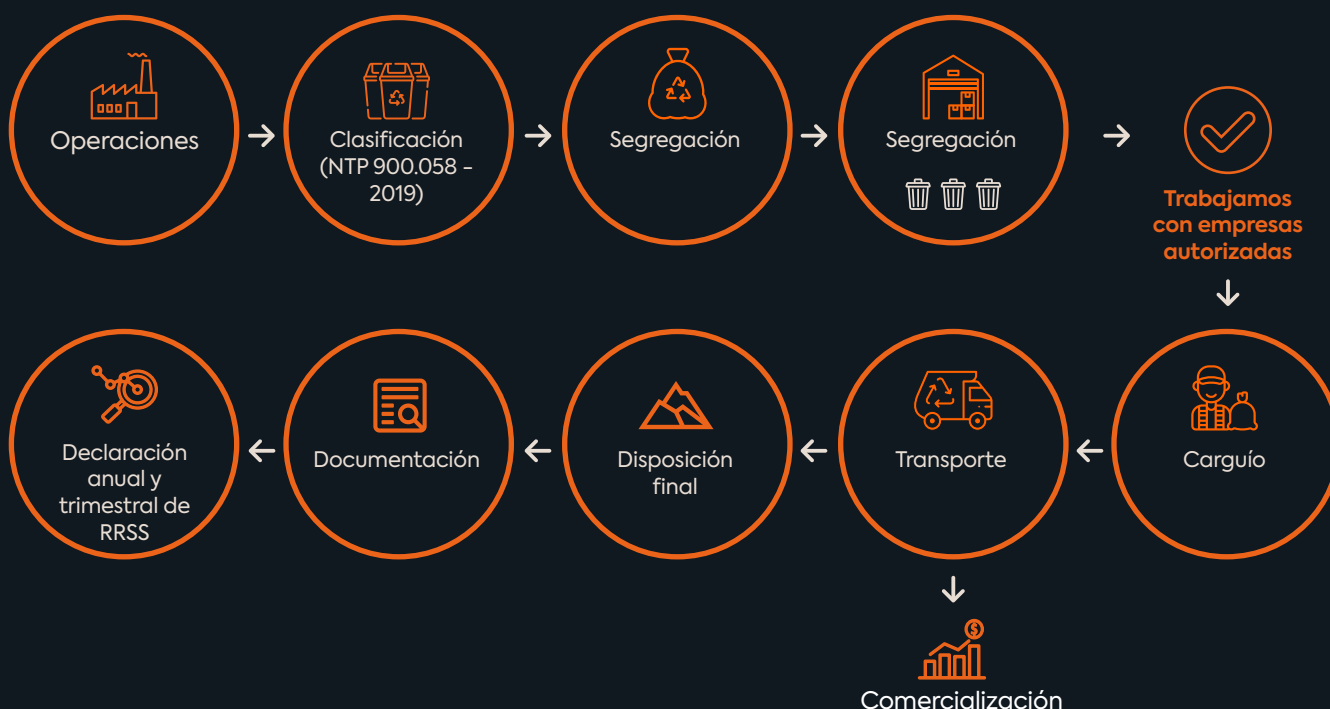 Operaciones
Clasificación
(NTP 900.058 -
2019)
Segregación
Segregación
Trabajamos
con empresas
autorizadas
Carguío
Transporte
Disposición
final
Documentación
Declaración
anual y
trimestral de
RRSS
Comercialización